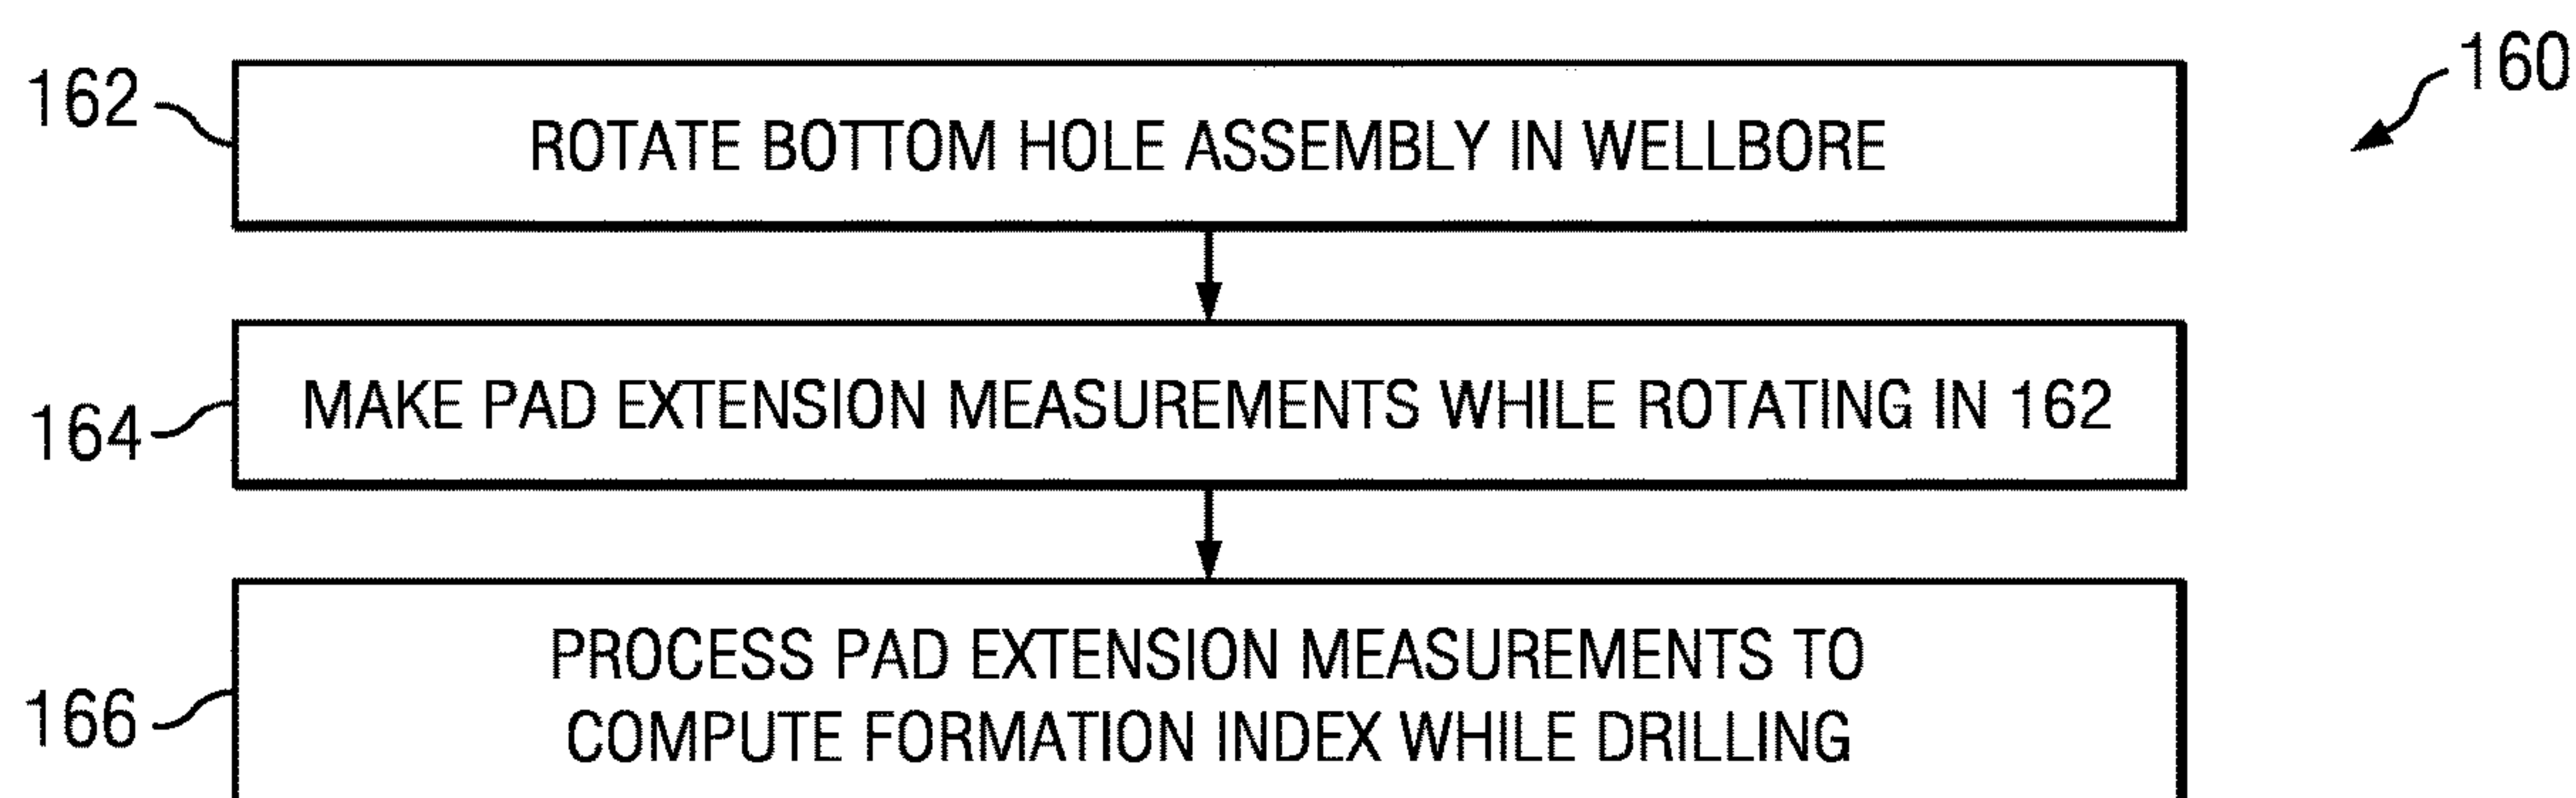 160
162
ROTATE BOTTOM HOLE ASSEMBLY IN WELLBORE
164
MAKE PAD EXTENSION MEASUREMENTS WHILE ROTATING IN 162
166
PROCESS PAD EXTENSION MEASUREMENTS TO
COMPUTE FORMATION INDEX WHILE DRILLING